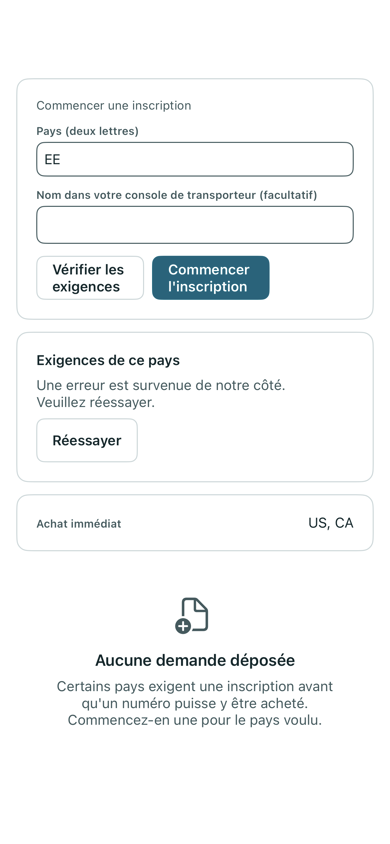 Commencer une inscription
Pays (deux lettres)
EE
Nom dans votre console de transporteur (facultatif)
Vérifier les
exigences
Commencer
l'inscription
Exigences de ce pays
Une erreur est survenue de notre côté.
Veuillez réessayer.
Réessayer
Achat immédiat
US, CA
Aucune demande déposée
Certains pays exigent une inscription avant
qu'un numéro puisse y être acheté.
Commencez-en une pour le pays voulu.